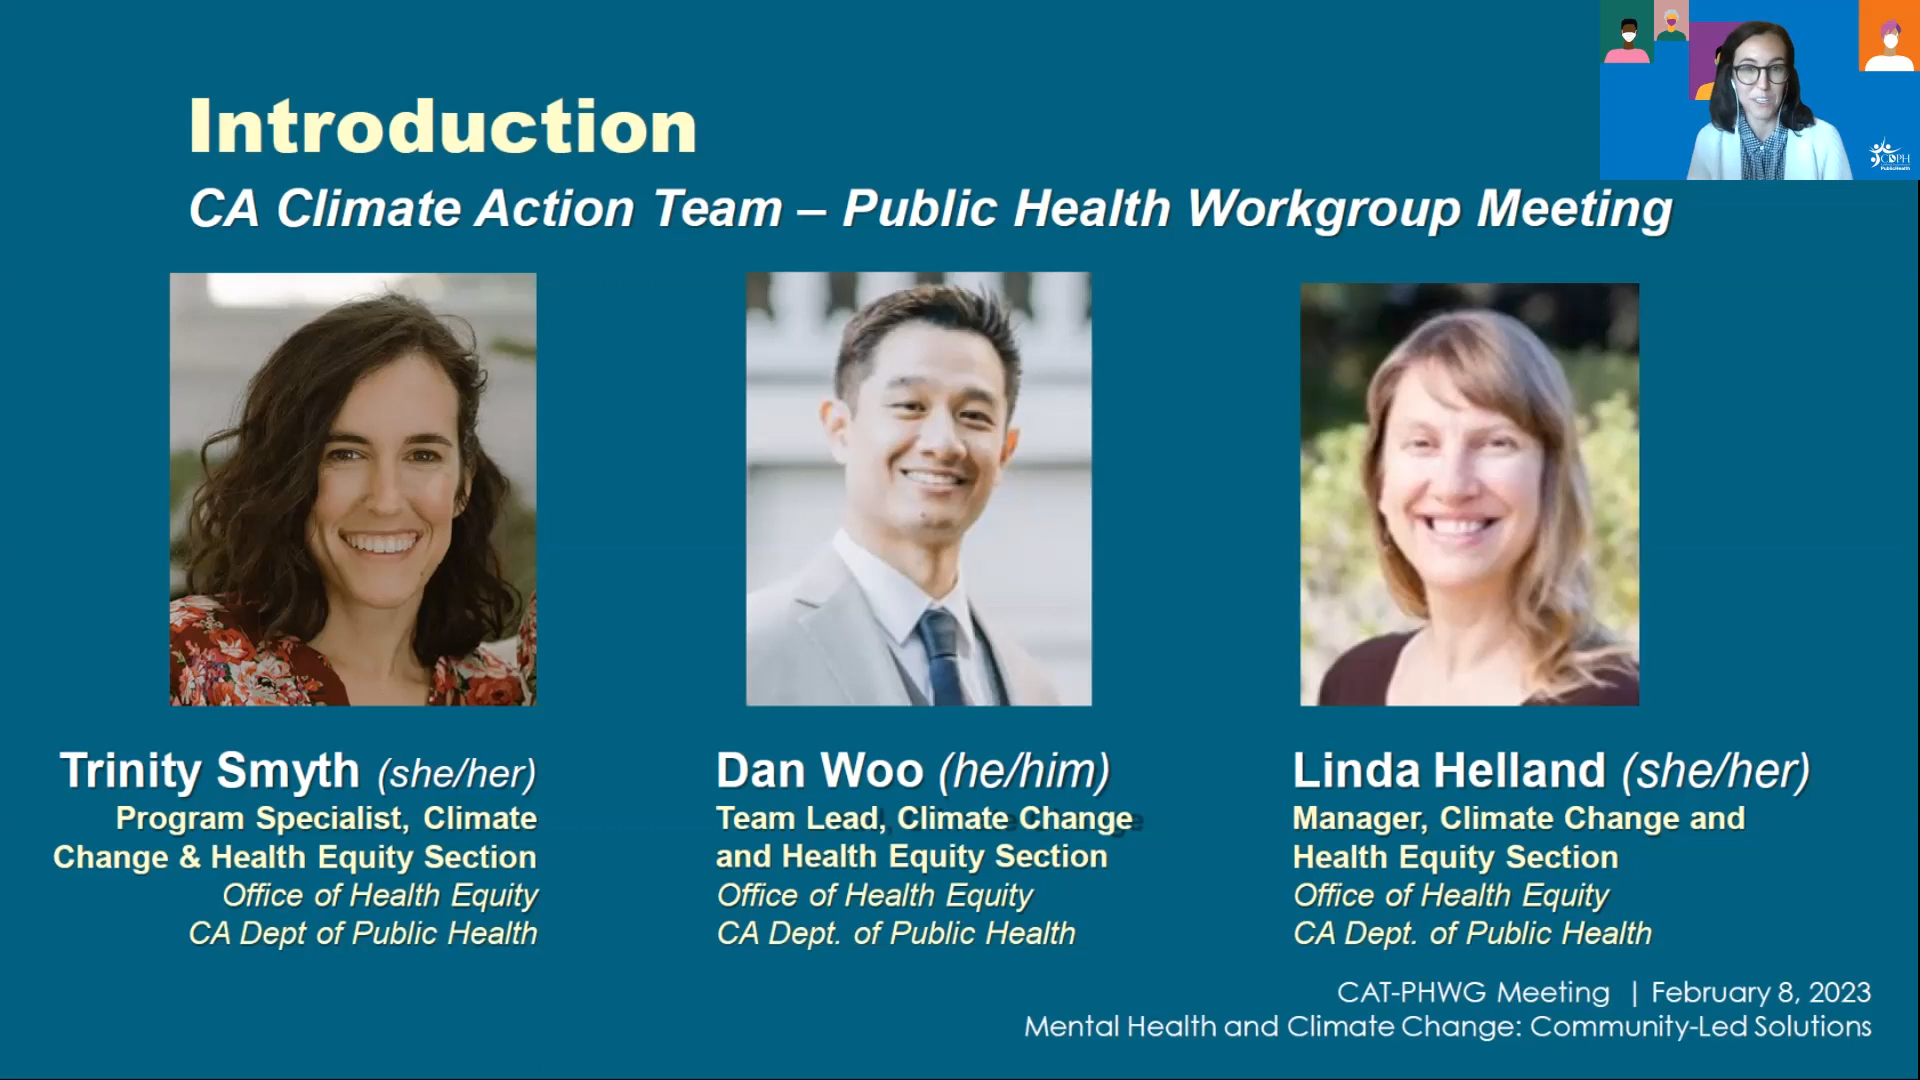 Introduction
CA Climate Action Team – Public Health Workgroup Meeting
CDPH
PublicHealth
Trinity Smyth (she/her)
Program Specialist, Climate
Change & Health Equity Section
Office of Health Equity
CA Dept of Public Health
Dan Woo (he/him)
Team Lead, Climate Change
and Health Equity Section
Office of Health Equity
CA Dept. of Public Health
Linda Helland (she/her)
Manager, Climate Change and
Health Equity Section
Office of Health Equity
CA Dept. of Public Health
CAT-PHWG Meeting | February 8, 2023
Mental Health and Climate Change: Community-Led Solutions